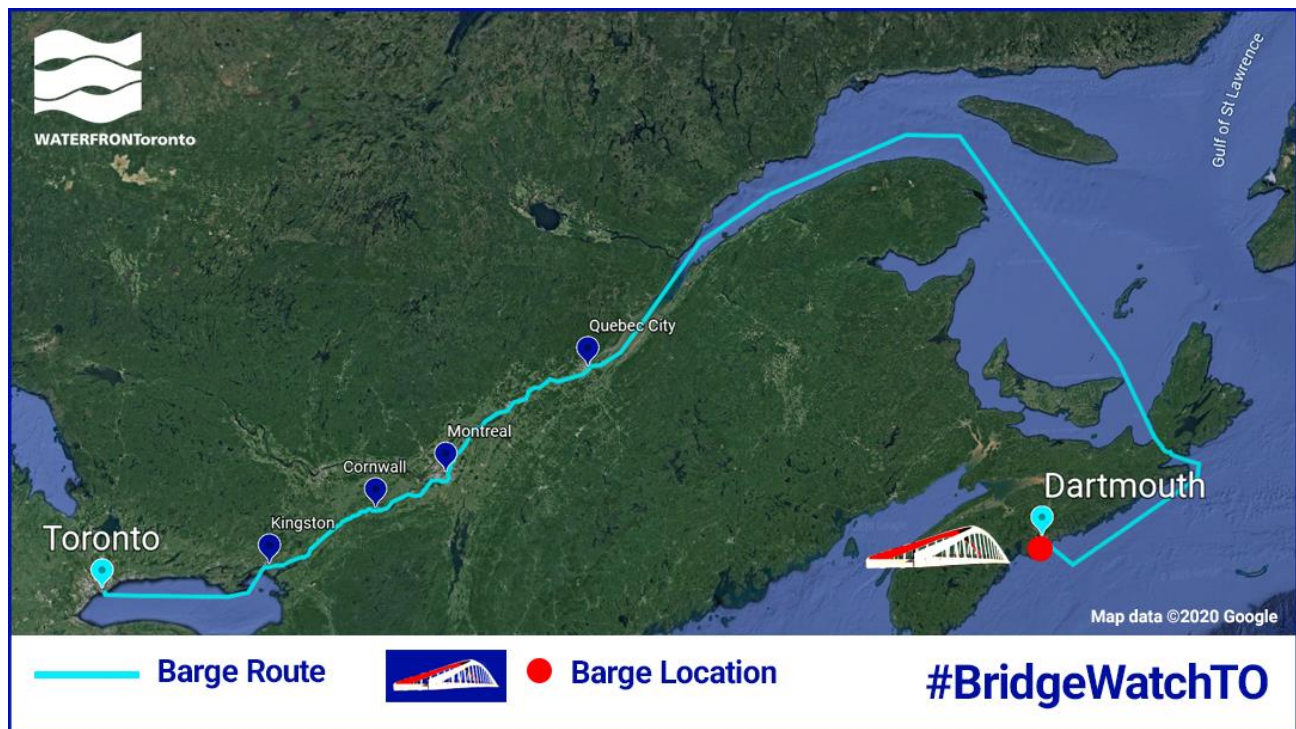 WATERFRONToronto
Gulf of St Lawrence
Quebec City
Montreal
Cornwall
Kingston
Toronto
Dartmouth
Map data ©2020 Google
Barge Route
Barge Location
#BridgeWatchTO